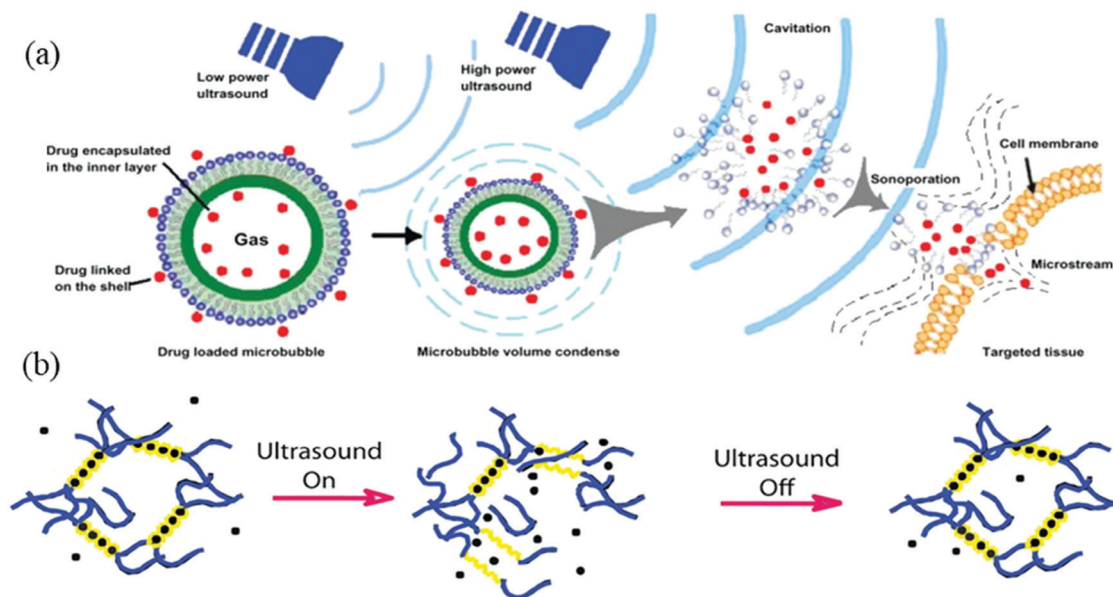 (a)
Low power
ultrasound
High power
ultrasound
Cavitation
Drug encapsulated
in the inner layer
Gas
Drug linked
on the shell
Sonoporation
Cell membrane
Microstream
Drug loaded microbubble
Microbubble volume condense
Targeted tissue
(b)
Ultrasound
On
Ultrasound
Off